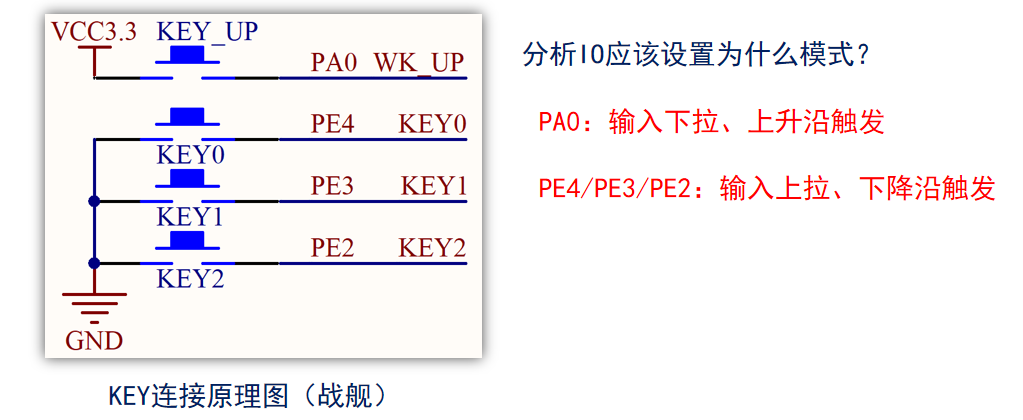 VCC3.3 KEY_UP
PA0 WK_UP
PE4 KEY0
KEY0
PE3 KEY1
KEY1
PE2 KEY2
KEY2
GND
KEY连接原理图（战舰）
分析IO应该设置为什么模式？
PA0：输入下拉、上升沿触发
PE4/PE3/PE2：输入上拉、下降沿触发